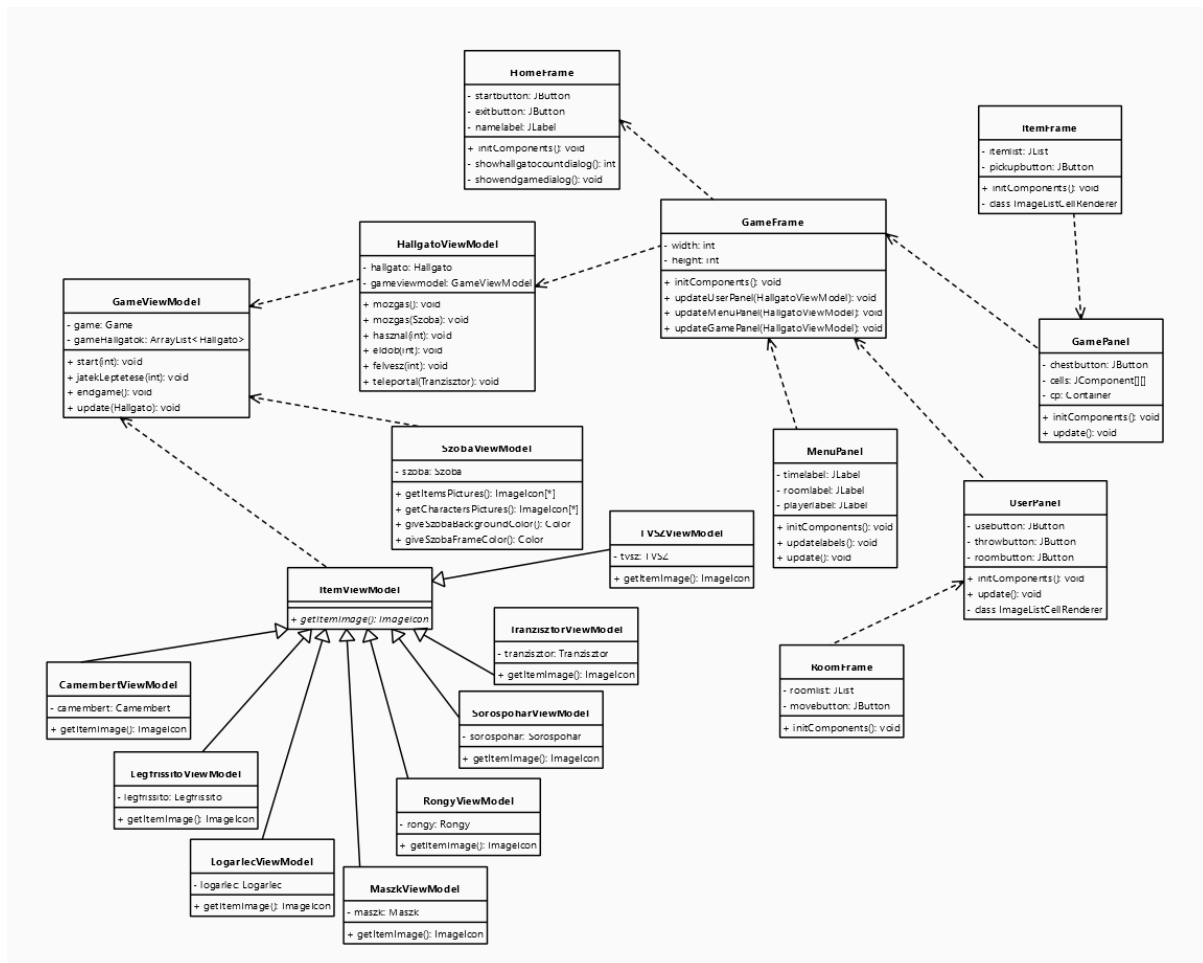 HomeFrame
- startbutton: JButton
- exitbutton: JButton
- namelabel: JLabel
+ initComponents(): void
- showhallgatocountdialog(): int
- showendgamedialog(): void
ItemFrame
- itemlist: JList
- pickupbutton: JButton
+ initComponents(): void
- class ImageListCellRenderer
GameFrame
- width: int
- height: int
+ initComponents(): void
+ updateUserPanel(HallgatoViewModel): void
+ updateMenuPanel(HallgatoViewModel): void
+ updateGamePanel(HallgatoViewModel): void
HallgatoViewModel
- hallgato: Hallgato
- gameviewmodel: GameViewModel
+ mozgas(): void
+ mozgas(Szoba): void
+ hasznal(int): void
+ eldob(int): void
+ felvesz(int): void
+ teleportal(Tranzisztor): void
GameViewModel
- game: Game
- gameHallgatok: ArrayList< Hallgato>
+ start(int): void
+ jatekLeptetese(int): void
+ endgame(): void
+ update(Hallgato): void
GamePanel
- chestbutton: JButton
- cells: JComponent[][]
- cp: Container
+ initComponents(): void
+ update(): void
SzobaViewModel
- szoba: Szoba
+ getItemsPictures(): ImageIcon[*]
+ getCharactersPictures(): ImageIcon[*]
+ giveSzobaBackgroundColor(): Color
+ giveSzobaFrameColor(): Color
MenuPanel
- timelabel: JLabel
- roomlabel: JLabel
- playerlabel: JLabel
+ initComponents(): void
+ updatelabels(): void
+ update(): void
UserPanel
- usebutton: JButton
- throwbutton: JButton
- roombutton: JButton
+ initComponents(): void
+ update(): void
- class ImageListCellRenderer
TVSZViewModel
- tvsz: TVSZ
+ getItemImage(): ImageIcon
ItemViewModel
+ getItemImage(): ImageIcon
TranzisztorViewModel
- tranzisztor: Tranzisztor
+ getItemImage(): ImageIcon
RoomFrame
- roomlist: JList
- movebutton: JButton
+ initComponents(): void
CamembertViewModel
- camembert: Camembert
+ getItemImage(): ImageIcon
SorospoharViewModel
- sorospohar: Sorospohar
+ getItemImage(): ImageIcon
LegfrissitoViewModel
- legfrissito: Legfrissito
+ getItemImage(): ImageIcon
RongyViewModel
- rongy: Rongy
+ getItemImage(): ImageIcon
LogarlecViewModel
- logarlec: Logarlec
+ getItemImage(): ImageIcon
MaszkViewModel
- maszk: Maszk
+ getItemImage(): ImageIcon